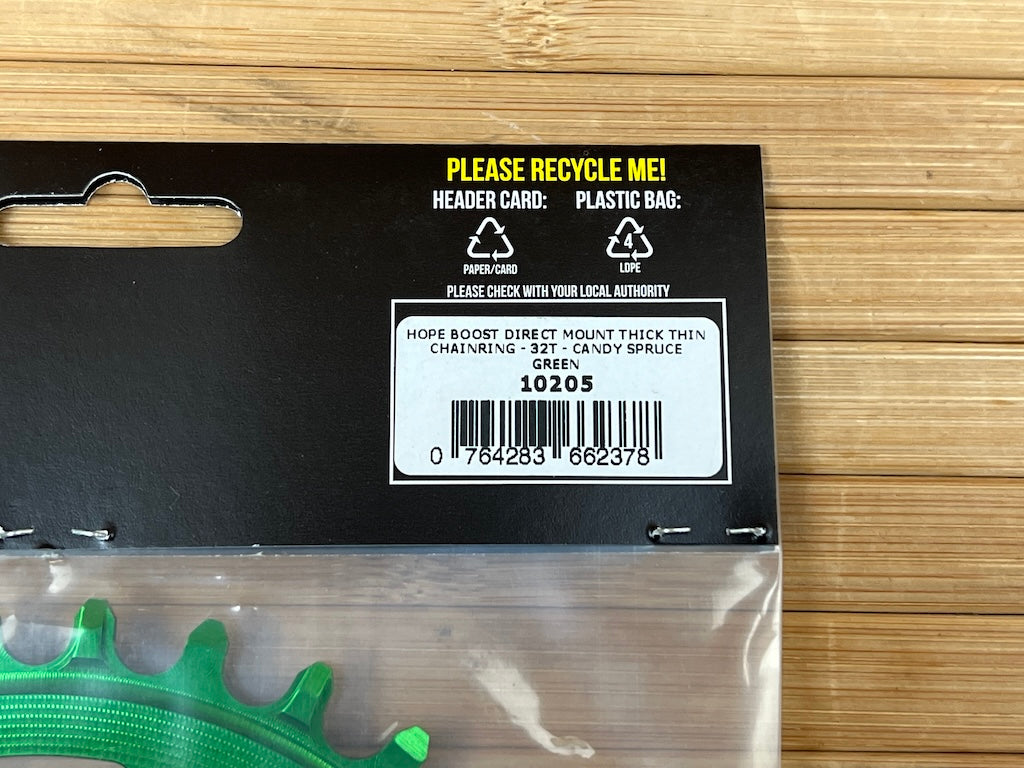 PLEASE RECYCLE ME!
HEADER CARD: PLASTIC BAG:
4
PAPER/CARD LDPE
PLEASE CHECK WITH YOUR LOCAL AUTHORITY
HOPE BOOST DIRECT MOUNT THICK THIN
CHAINRING - 32T - CANDY SPRUCE
GREEN
10205
0 764283 662378